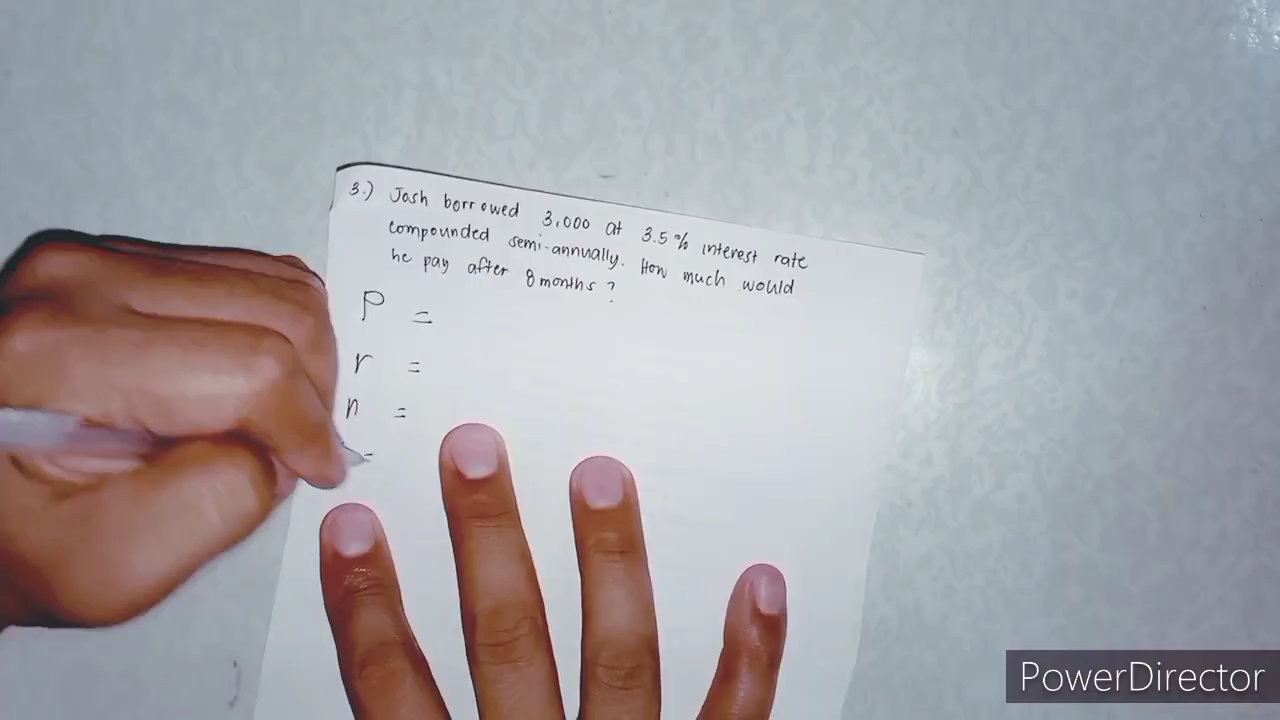 3.) Josh borrowed 3,000 at 3.5% interest rate
compounded semi-annually. How much would
he pay after 8 months ?
P =
r =
n =
PowerDirector